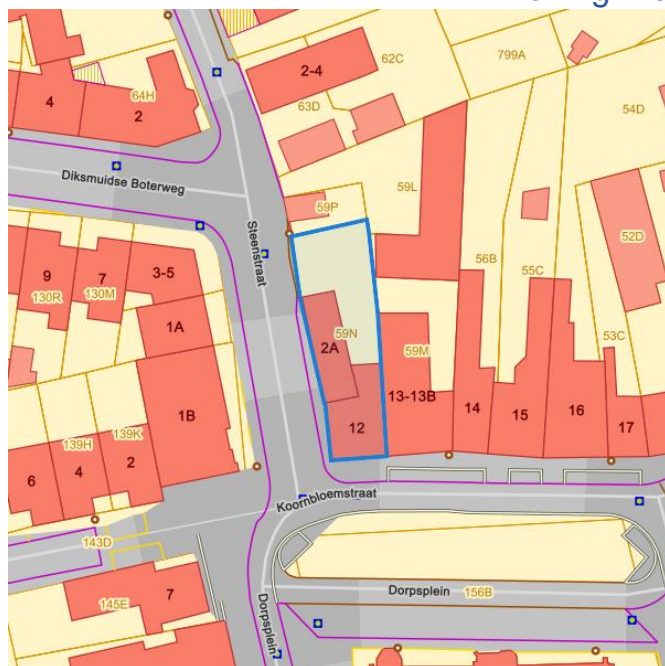 2-4
62C
799A
4
64H
2
63D
54D
Diksmuidse Boterweg
59L
59P
Steenstraat
52D
9
7
3-5
56B
130R
130M
55C
1A
59N
2A
59M
53C
13-13B
1B
12
14
15
16
17
139K
139H
6
4
2
Koornbloemstraat
143D
Dorpsplein
156B
7
145E
Dorpsplein